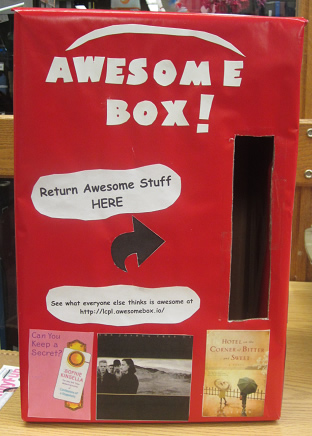 AWESOME
BOX!
Return Awesome Stuff
HERE
See what everyone else thinks is awesome at
http://lcpl.awesomebox.io/
Can You
Keep a
Secret?
SOPHIE
KINSELLA
HOTEL on the
CORNER of BITTER
and SWEET